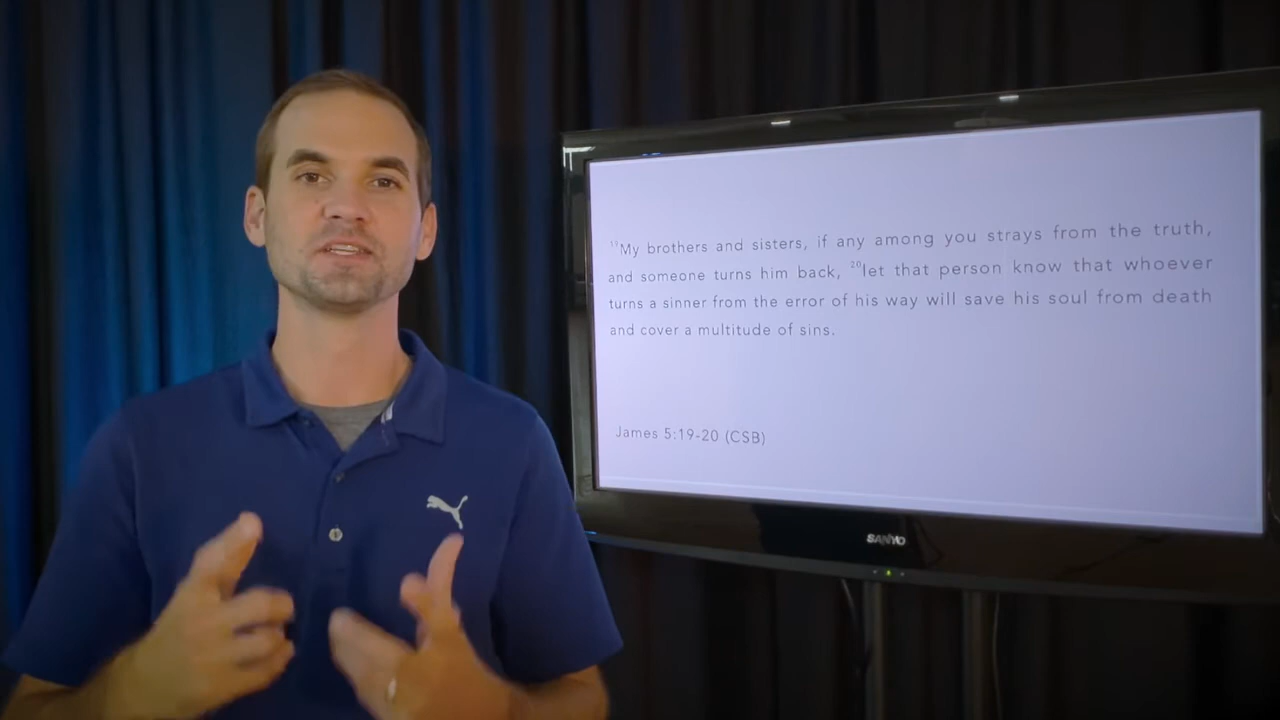 ¹⁹My brothers and sisters, if any among you strays from the truth,
and someone turns him back, ²⁰let that person know that whoever
turns a sinner from the error of his way will save his soul from death
and cover a multitude of sins.
James 5:19-20 (CSB)
SANYO